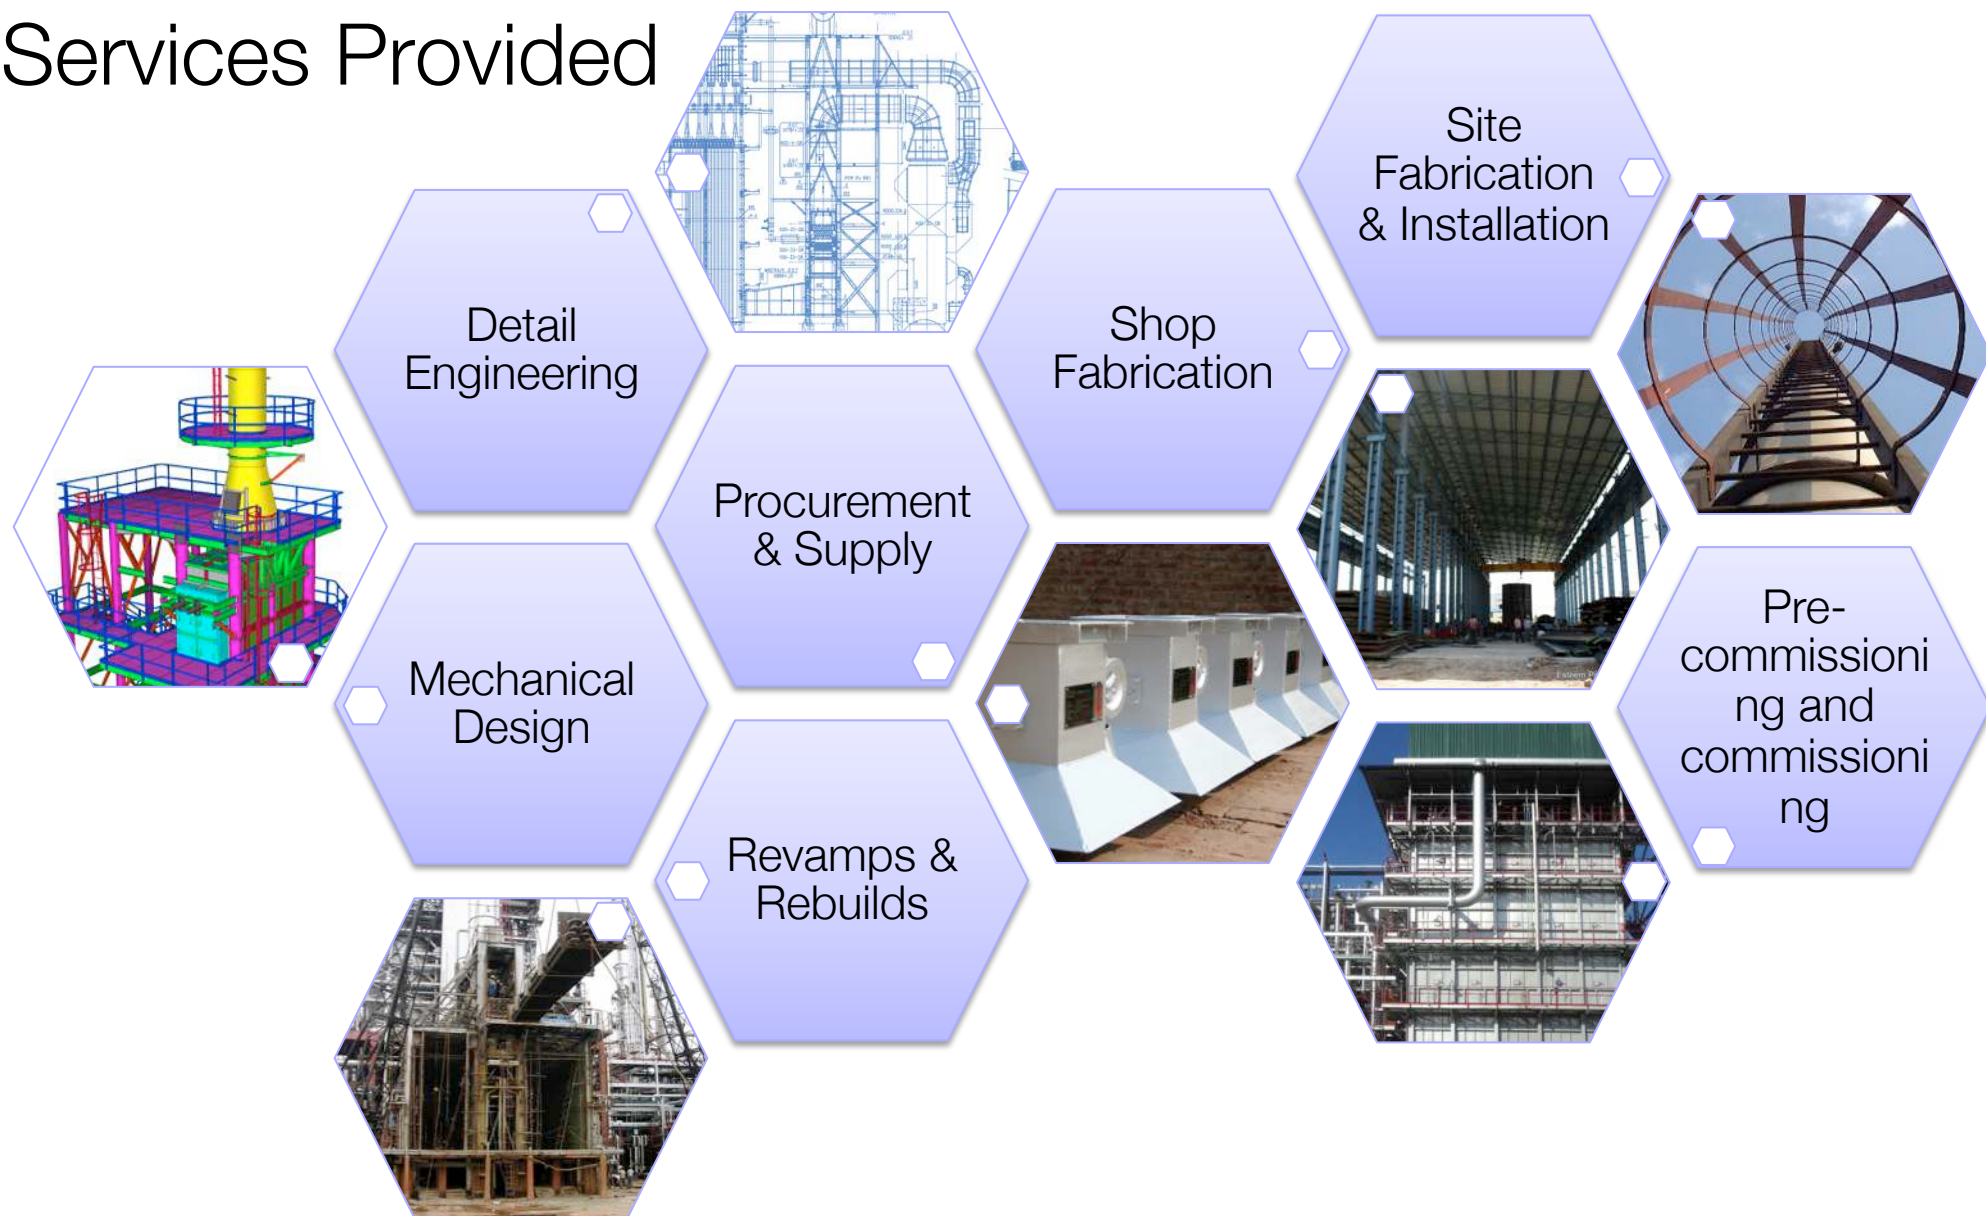 Services Provided
Site
Fabrication
& Installation
Detail
Engineering
Shop
Fabrication
Procurement
& Supply
Pre-
commissioni
ng and
commissioni
ng
Mechanical
Design
Revamps &
Rebuilds